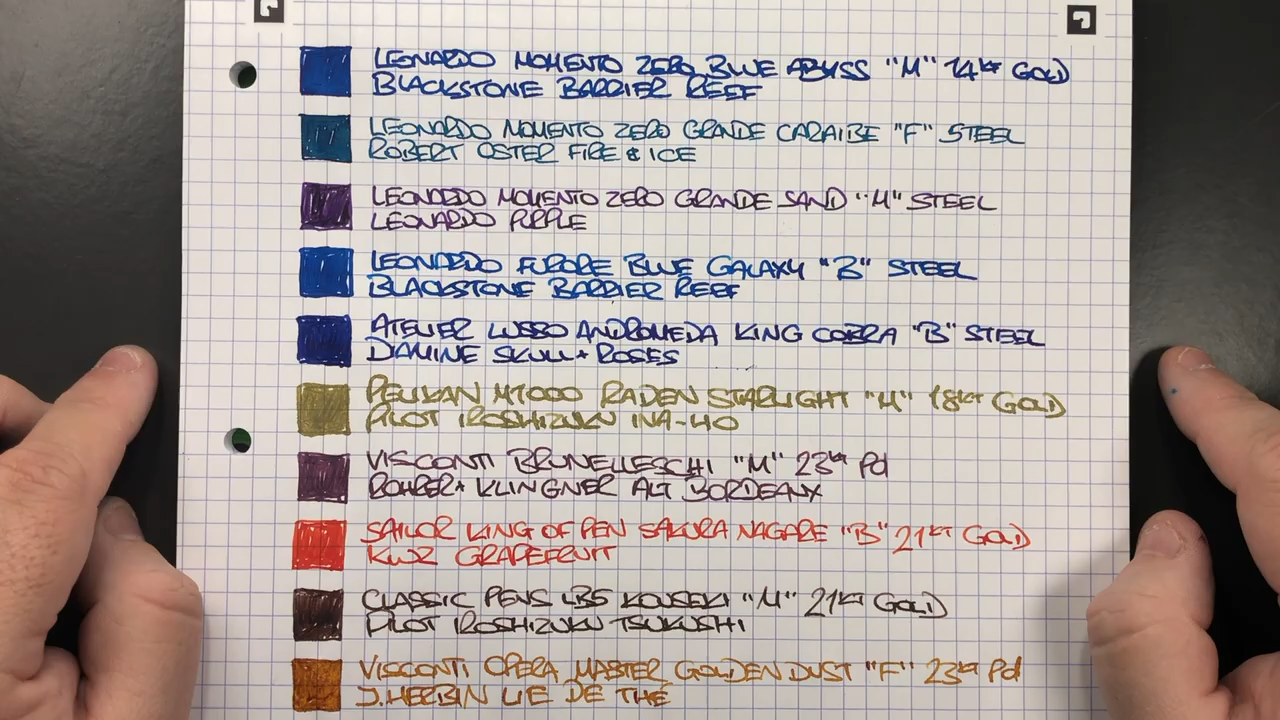 LEONARDO MOMENTO ZERO BLUE ABYSS "M" 14kt GOLD
BLACKSTONE BARRIER REEF
LEONARDO MOMENTO ZERO GRANDE CARAIBE "F" STEEL
ROBERT OSTER FIRE & ICE
LEONARDO MOMENTO ZERO GRANDE SAND "M" STEEL
LEONARDO PURPLE
LEONARDO FURORE BLUE GALAXY "B" STEEL
BLACKSTONE BARRIER REEF
ATELIER LUSSO ANDROMEDA KING COBRA "B" STEEL
DIAMINE SKULL + ROSES
PELIKAN M1000 RADEN STARLIGHT "M" 18kt GOLD
PILOT IROSHIZUKU INA-HO
VISCONTI BRUNELLESCHI "M" 23kt Pd
ROHRER + KLINGNER ALT BORDEAUX
SAILOR KING OF PEN SAKURA NAGARE "B" 21kt GOLD
KWZ GRAPEFRUIT
CLASSIC PENS LB5 KOUSEKI "M" 21kt GOLD
PILOT IROSHIZUKU TSUKUSHI
VISCONTI OPERA MASTER GOLDEN DUST "F" 23kt Pd
J.HERBIN LIE DE THE